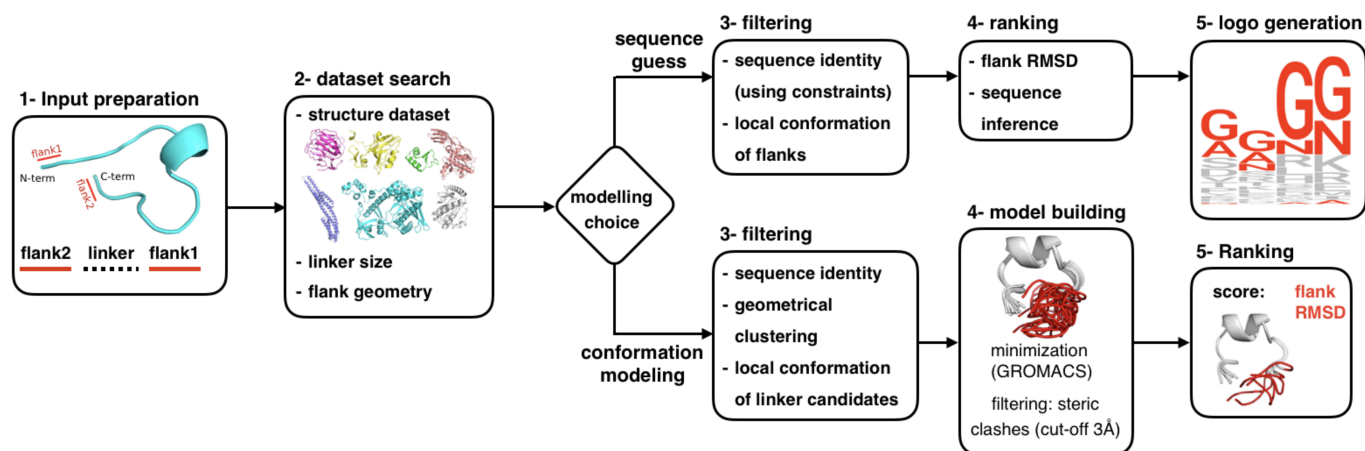 1- Input preparation
flank1
N-term
C-term
flank2
flank2 linker flank1
2- dataset search
- structure dataset
- linker size
- flank geometry
modelling
choice
sequence
guess
3- filtering
- sequence identity
(using constraints)
- local conformation
of flanks
4- ranking
- flank RMSD
- sequence
inference
5- logo generation
G
A
G
A
N
G
N
G
N
K
conformation
modeling
3- filtering
- sequence identity
- geometrical
clustering
- local conformation
of linker candidates
4- model building
minimization
(GROMACS)
filtering: steric
clashes (cut-off 3Å)
5- Ranking
score: flank
RMSD